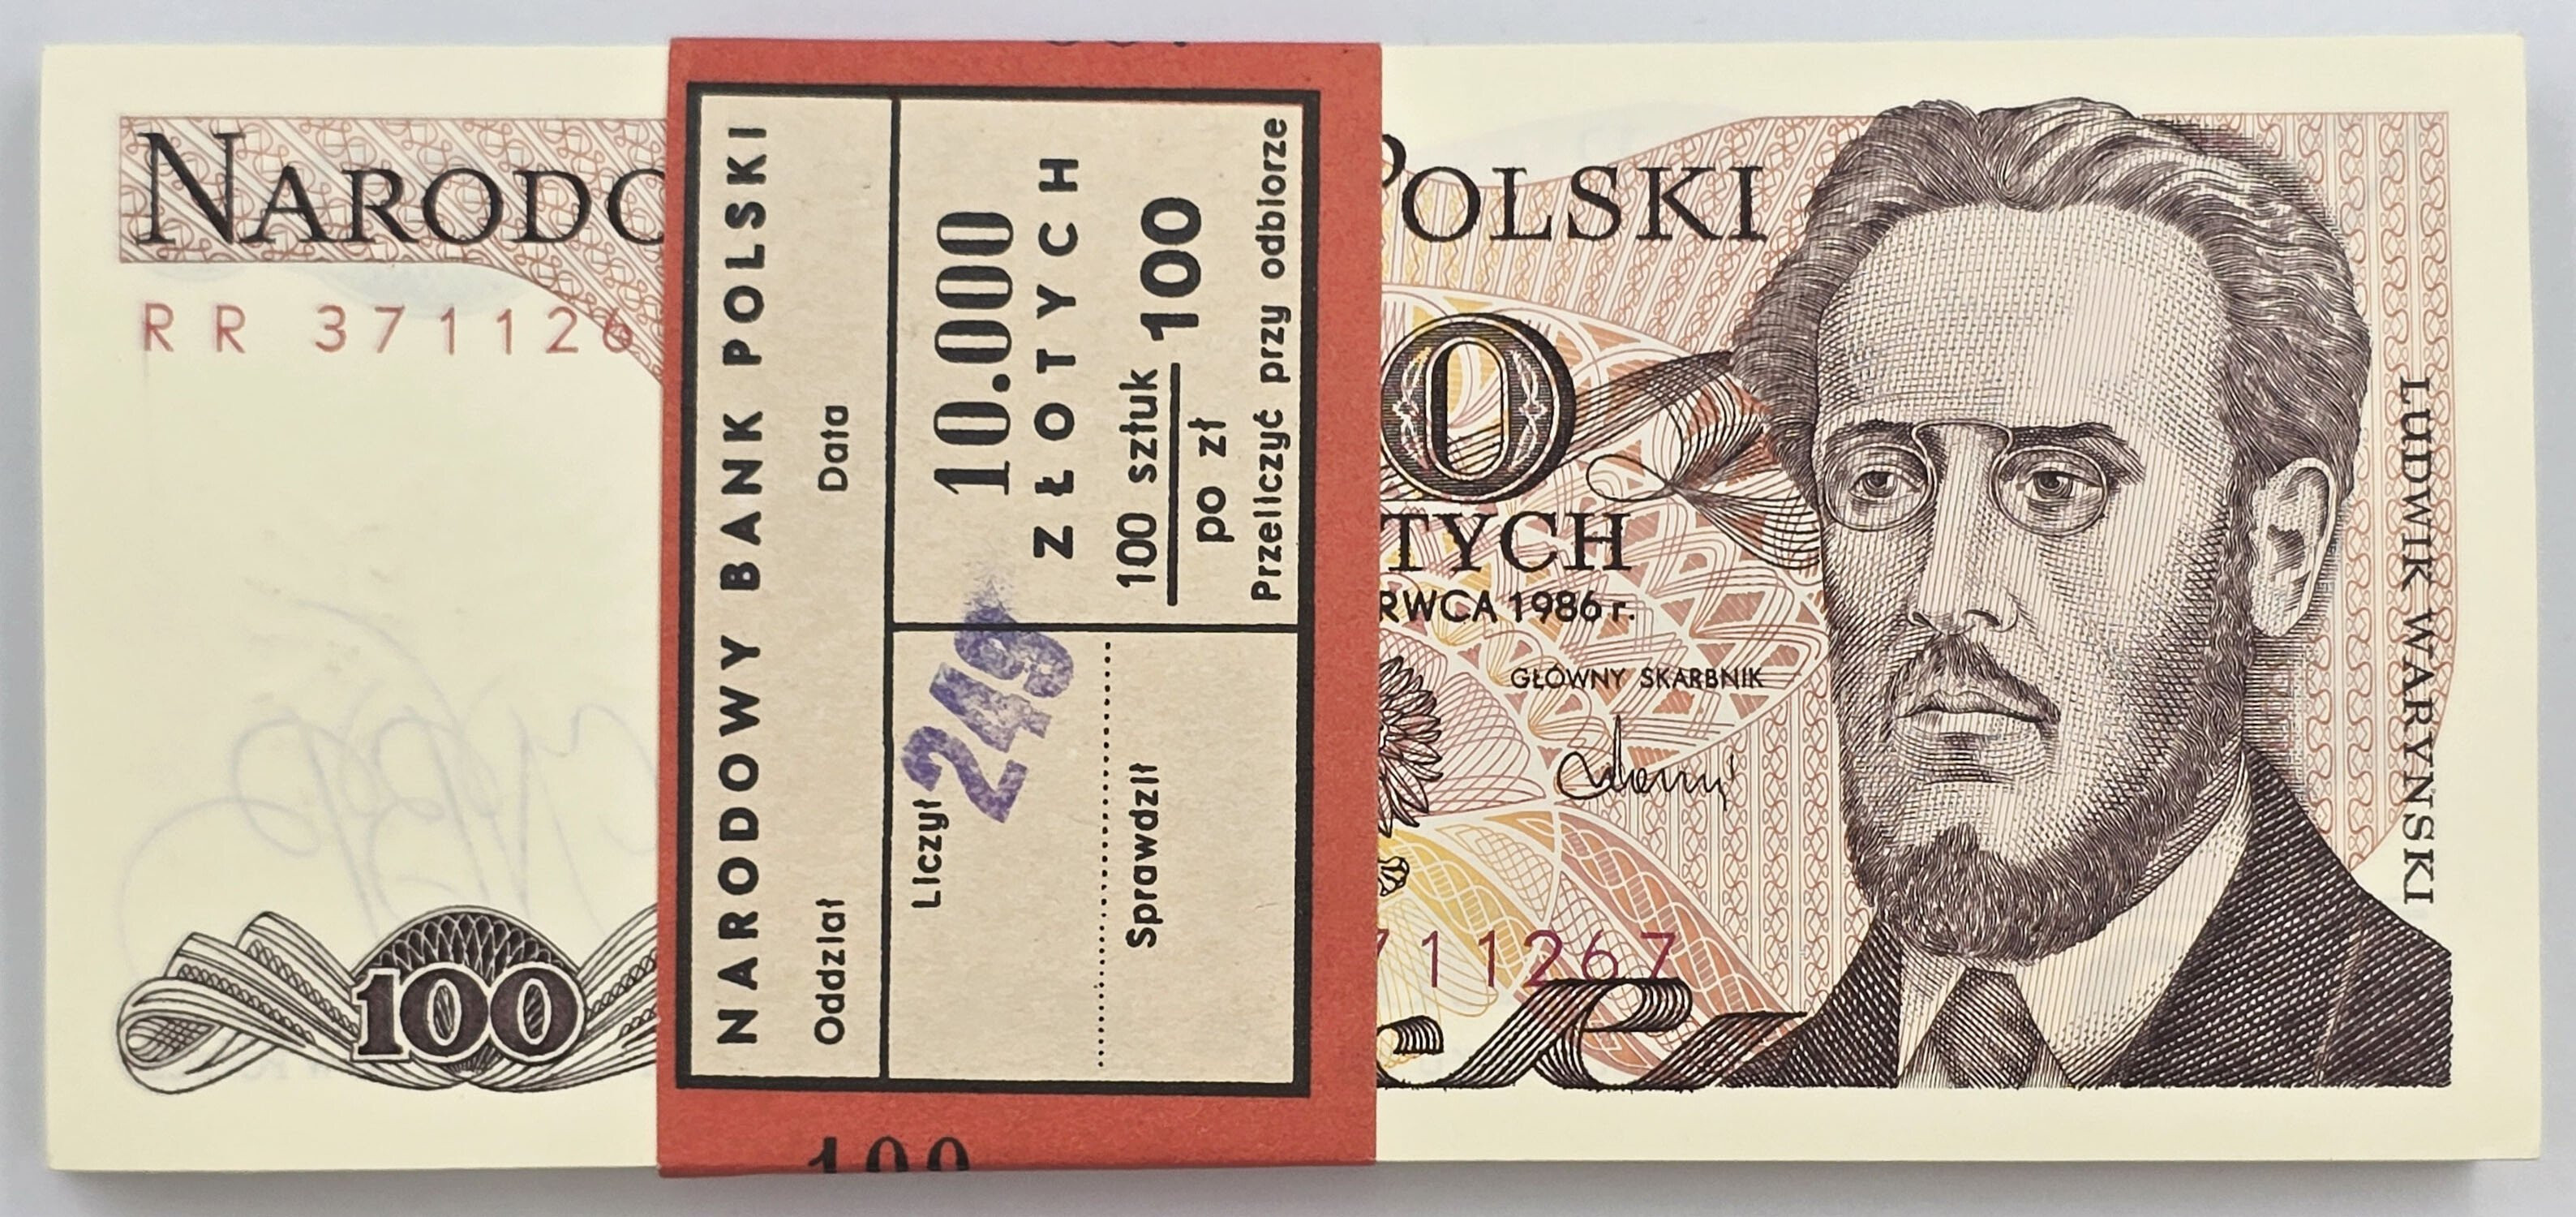 NARODO
POLSKI
RR 371126
0
TYCH
RWCA 1986 r.
GŁÓWNY SKARBNIK
711267
100
LUDWIK WARYŃSKI
NARODOWY BANK POLSKI
Oddział Data
Liczył 249
10.000
ZŁOTYCH
Sprawdził
100 sztuk
po zł 100
Przeliczyć przy odbiorze
100